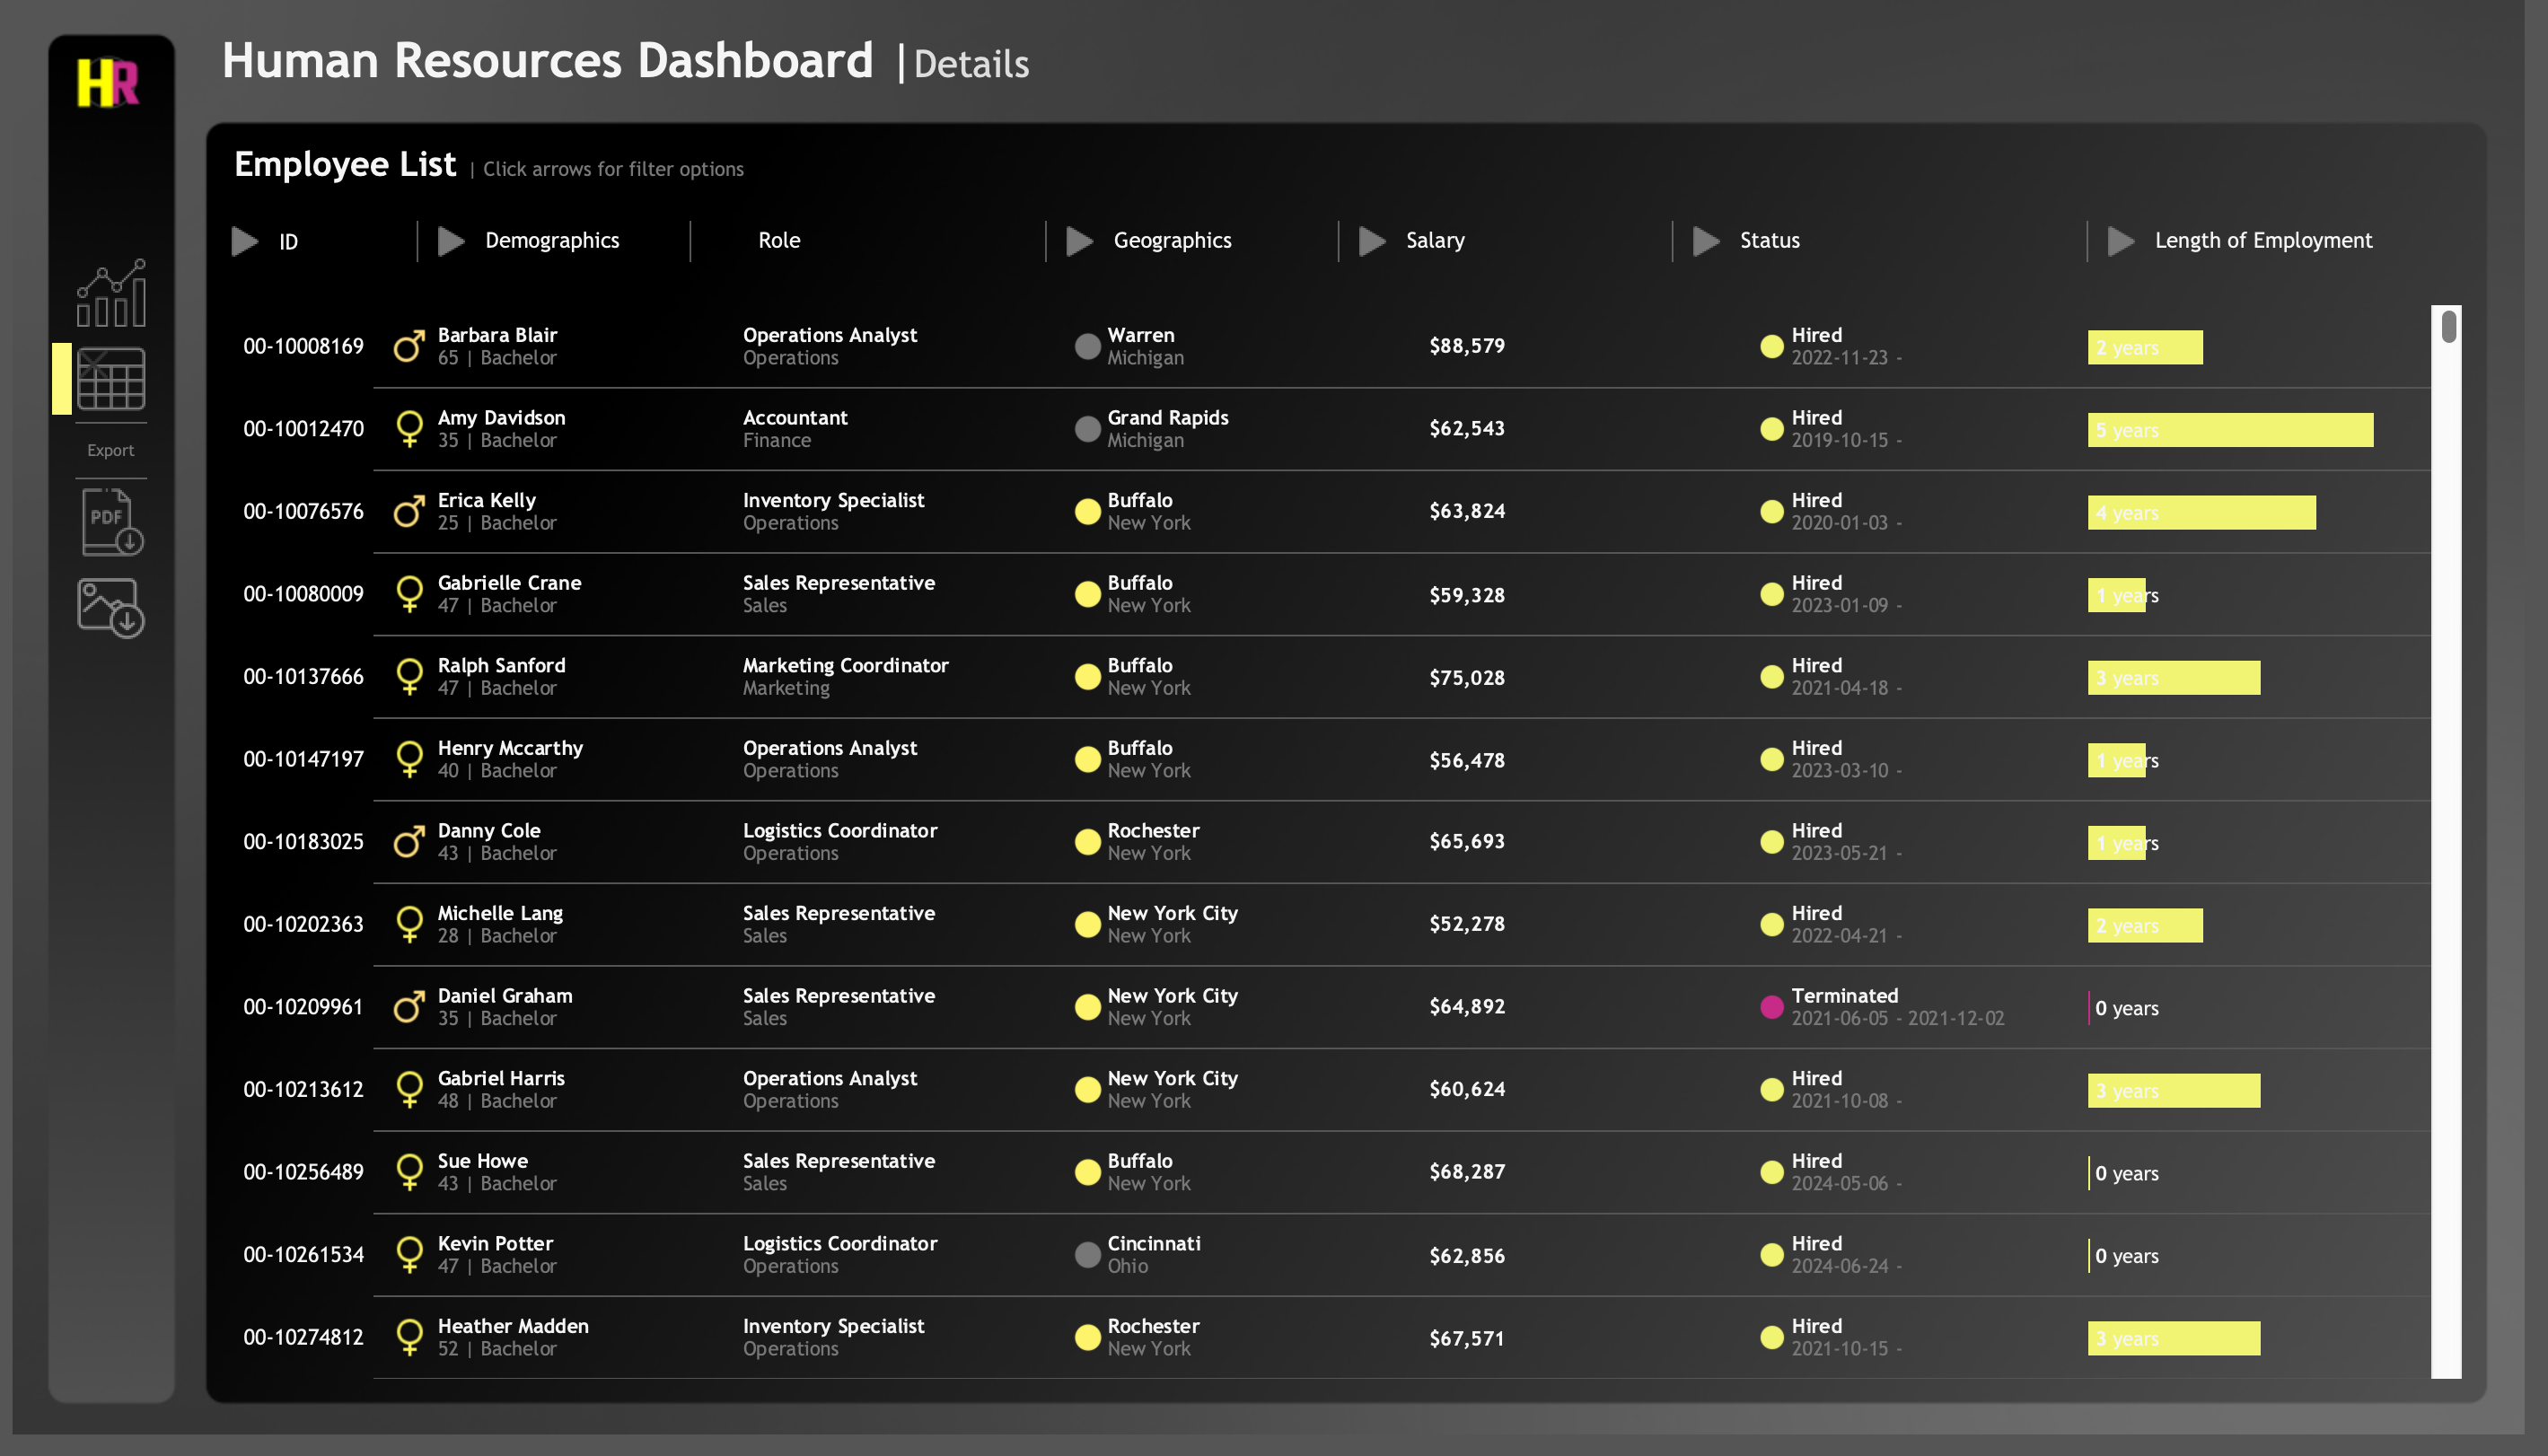 HR
Human Resources Dashboard | Details
Employee List | Click arrows for filter options
ID Demographics Role Geographics Salary Status Length of Employment
00-10008169 Barbara Blair Operations Analyst Warren $88,579 Hired 2 years
65 | Bachelor Operations Michigan 2022-11-23 -
00-10012470 Amy Davidson Accountant Grand Rapids $62,543 Hired 5 years
35 | Bachelor Finance Michigan 2019-10-15 -
Export
00-10076576 Erica Kelly Inventory Specialist Buffalo $63,824 Hired 4 years
25 | Bachelor Operations New York 2020-01-03 -
PDF
00-10080009 Gabrielle Crane Sales Representative Buffalo $59,328 Hired 1 years
47 | Bachelor Sales New York 2023-01-09 -
00-10137666 Ralph Sanford Marketing Coordinator Buffalo $75,028 Hired 3 years
47 | Bachelor Marketing New York 2021-04-18 -
00-10147197 Henry Mccarthy Operations Analyst Buffalo $56,478 Hired 1 years
40 | Bachelor Operations New York 2023-03-10 -
00-10183025 Danny Cole Logistics Coordinator Rochester $65,693 Hired 1 years
43 | Bachelor Operations New York 2023-05-21 -
00-10202363 Michelle Lang Sales Representative New York City $52,278 Hired 2 years
28 | Bachelor Sales New York 2022-04-21 -
00-10209961 Daniel Graham Sales Representative New York City $64,892 Terminated 0 years
35 | Bachelor Sales New York 2021-06-05 - 2021-12-02
00-10213612 Gabriel Harris Operations Analyst New York City $60,624 Hired 3 years
48 | Bachelor Operations New York 2021-10-08 -
00-10256489 Sue Howe Sales Representative Buffalo $68,287 Hired 0 years
43 | Bachelor Sales New York 2024-05-06 -
00-10261534 Kevin Potter Logistics Coordinator Cincinnati $62,856 Hired 0 years
47 | Bachelor Operations Ohio 2024-06-24 -
00-10274812 Heather Madden Inventory Specialist Rochester $67,571 Hired 3 years
52 | Bachelor Operations New York 2021-10-15 -